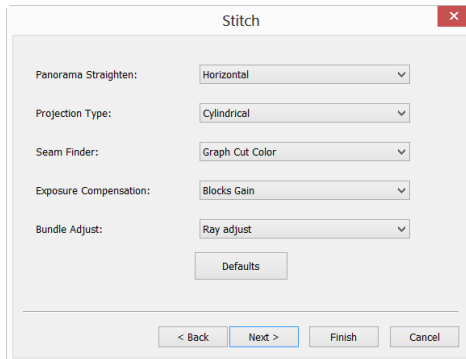 Stitch
Panorama Straighten: Horizontal
Projection Type: Cylindrical
Seam Finder: Graph Cut Color
Exposure Compensation: Blocks Gain
Bundle Adjust: Ray adjust
Defaults
< Back Next > Finish Cancel